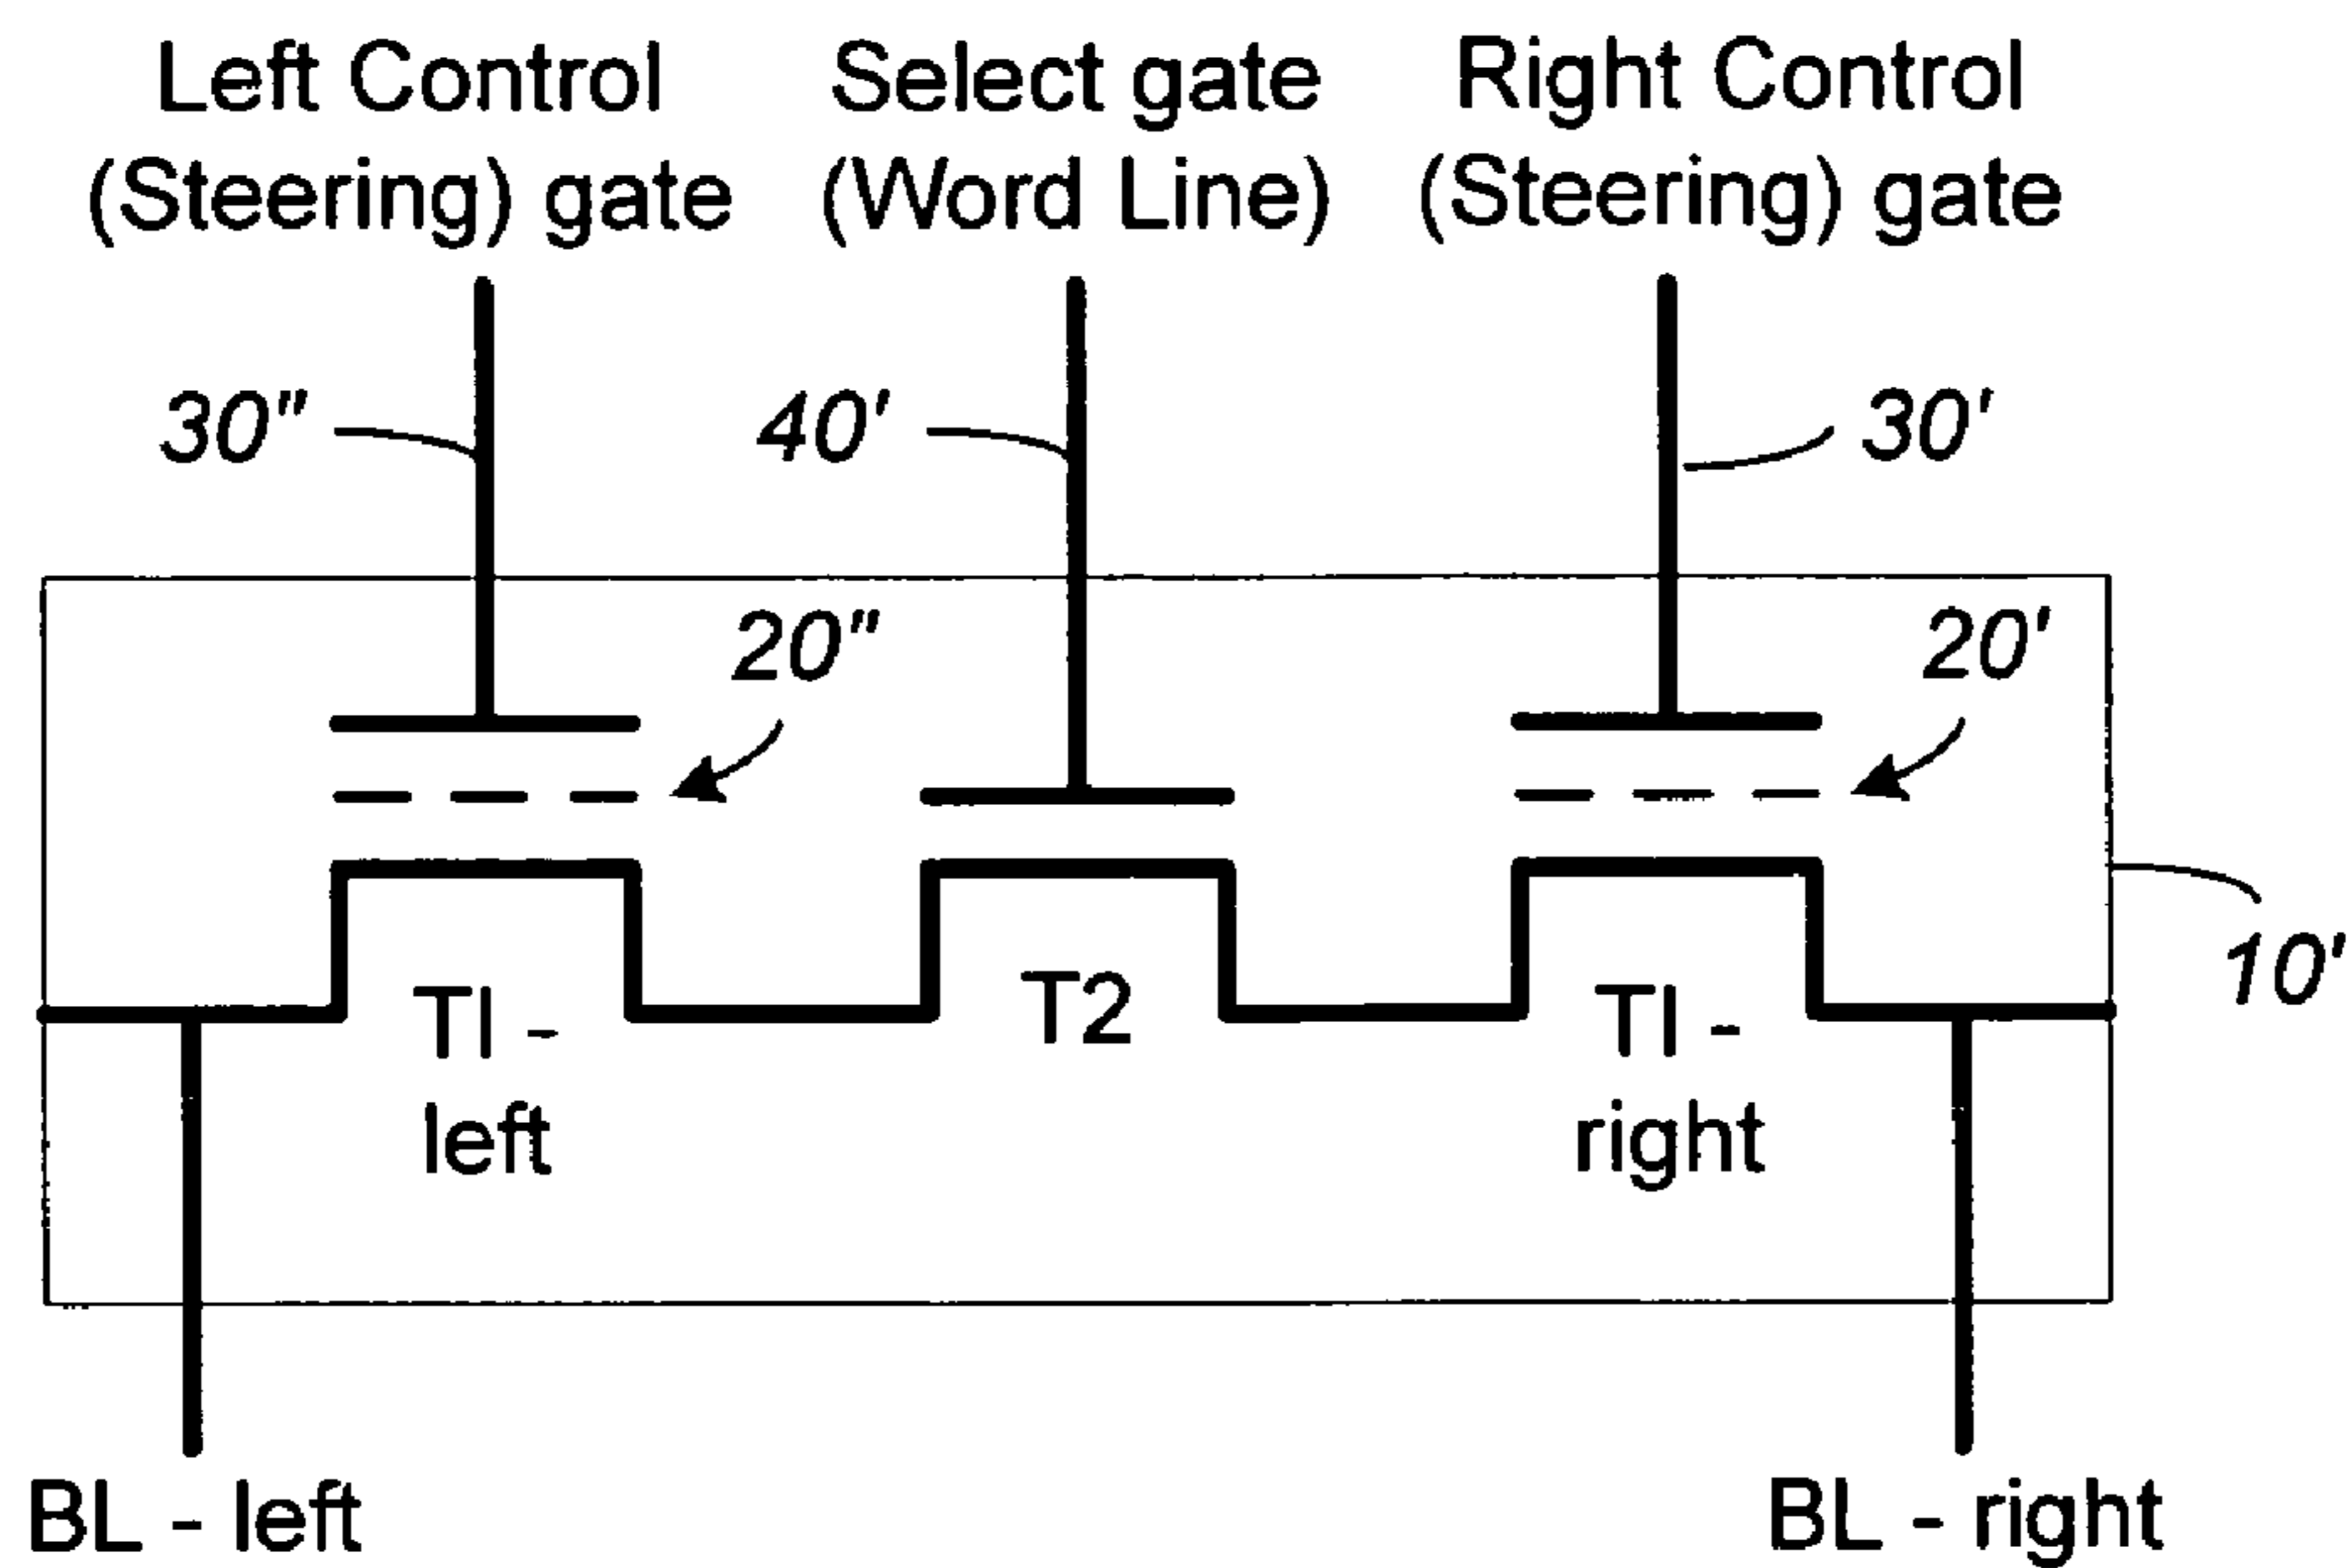 Left Control
(Steering) gate
Select gate
(Word Line)
Right Control
(Steering) gate
30"
40'
30'
20"
20'
10'
TI -
left
T2
TI -
right
BL - left
BL - right